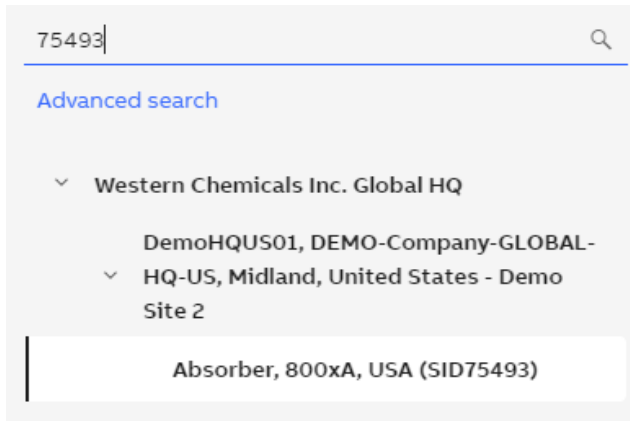 75493
Advanced search
Western Chemicals Inc. Global HQ
DemoHQUS01, DEMO-Company-GLOBAL-
HQ-US, Midland, United States - Demo
Site 2
Absorber, 800xA, USA (SID75493)